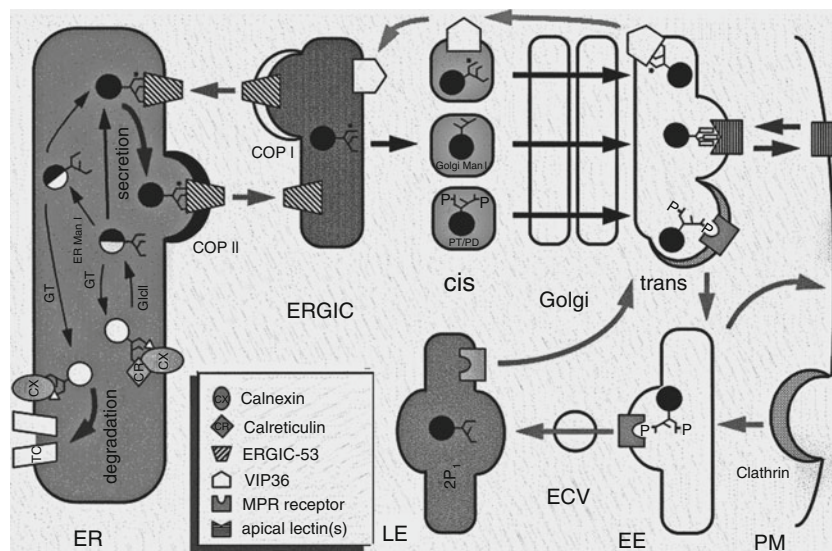 secretion
ER Man I
GT
GT
GlcII
CX
CR
CX
TC
degradation
ER
COP I
COP II
ERGIC
Golgi Man I
P
P
PT/PD
cis
Golgi
trans
P
P
CX Calnexin
CR Calreticulin
ERGIC-53
VIP36
MPR receptor
apical lectin(s)
LE
ECV
P
P
EE
Clathrin
PM